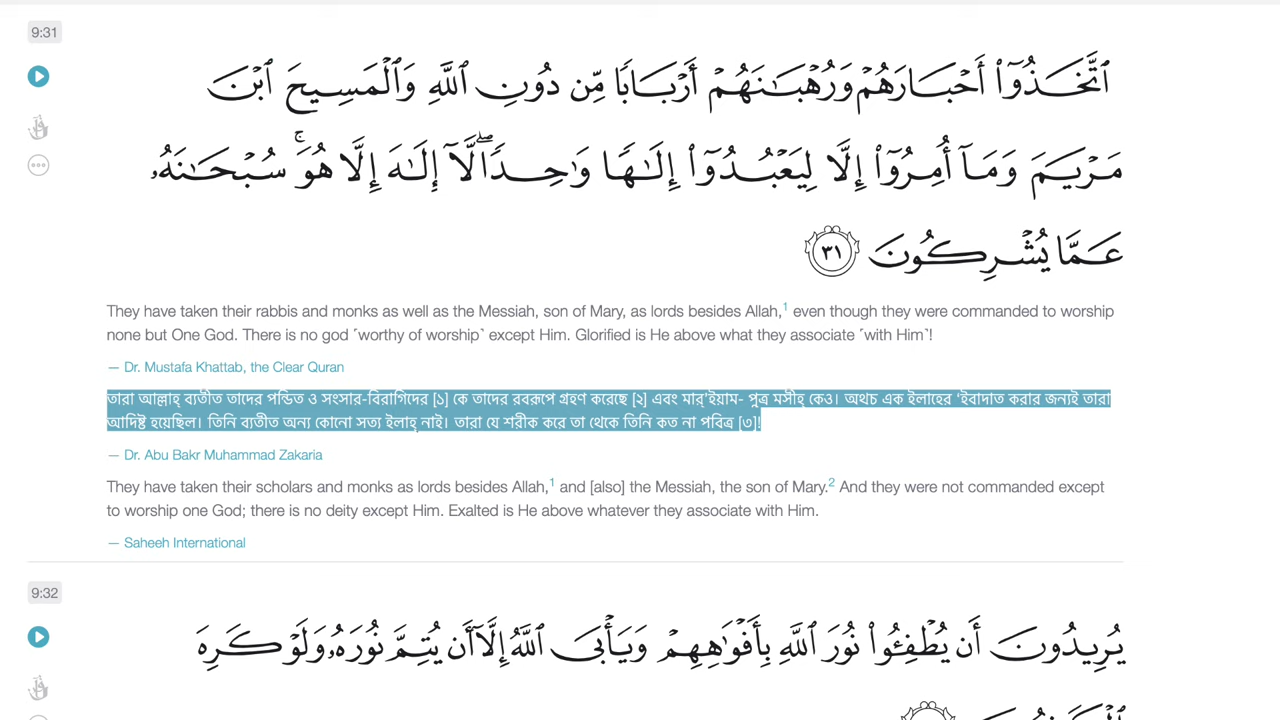 9:31
ٱتَّخَذُوٓا۟ أَحْبَارَهُمْ وَرُهْبَـٰنَهُمْ أَرْبَابًا مِّن دُونِ ٱللَّهِ وَٱلْمَسِيحَ ٱبْنَ
مَرْيَمَ وَمَآ أُمِرُوٓا۟ إِلَّا لِيَعْبُدُوٓا۟ إِلَـٰهًا وَٰحِدًا ۖ لَّآ إِلَـٰهَ إِلَّا هُوَ ۚ سُبْحَـٰنَهُۥ
عَمَّا يُشْرِكُونَ ٣١
They have taken their rabbis and monks as well as the Messiah, son of Mary, as lords besides Allah,1 even though they were commanded to worship
none but One God. There is no god ˹worthy of worship˺ except Him. Glorified is He above what they associate ˹with Him˺!
— Dr. Mustafa Khattab, the Clear Quran
তারা আল্লাহ্‌ ব্যতীত তাদের পন্ডিত ও সংসার-বিরাগিদের [১] কে তাদের রবরূপে গ্রহণ করেছে [২] এবং মার্‌ইয়াম- পুত্র মসীহ্‌ কেও। অথচ এক ইলাহের 'ইবাদাত করার জন্যই তারা
আদিষ্ট হয়েছিল। তিনি ব্যতীত অন্য কোনো সত্য ইলাহ্‌ নাই। তারা যে শরীক করে তা থেকে তিনি কত না পবিত্র [৩]!
— Dr. Abu Bakr Muhammad Zakaria
They have taken their scholars and monks as lords besides Allah,1 and [also] the Messiah, the son of Mary.2 And they were not commanded except
to worship one God; there is no deity except Him. Exalted is He above whatever they associate with Him.
— Saheeh International
9:32
يُرِيدُونَ أَن يُطْفِـُٔوا۟ نُورَ ٱللَّهِ بِأَفْوَٰهِهِمْ وَيَأْبَى ٱللَّهُ إِلَّآ أَن يُتِمَّ نُورَهُۥ وَلَوْ كَرِهَ